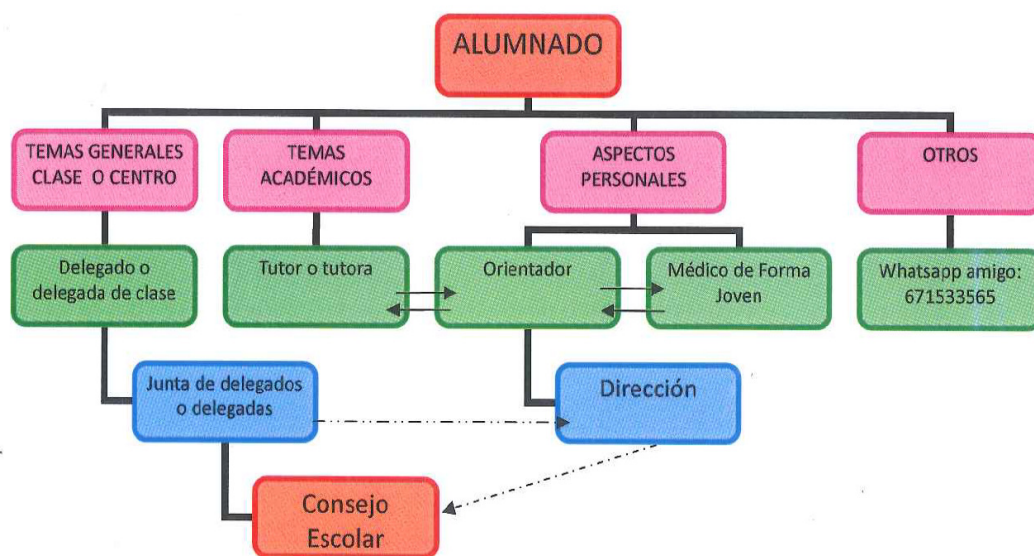 ALUMNADO
TEMAS GENERALES
CLASE O CENTRO
TEMAS
ACADÉMICOS
ASPECTOS
PERSONALES
OTROS
Delegado o
delegada de clase
Tutor o tutora
Orientador
Médico de Forma
Joven
Whatsapp amigo:
671533565
Junta de delegados
o delegadas
Dirección
Consejo
Escolar